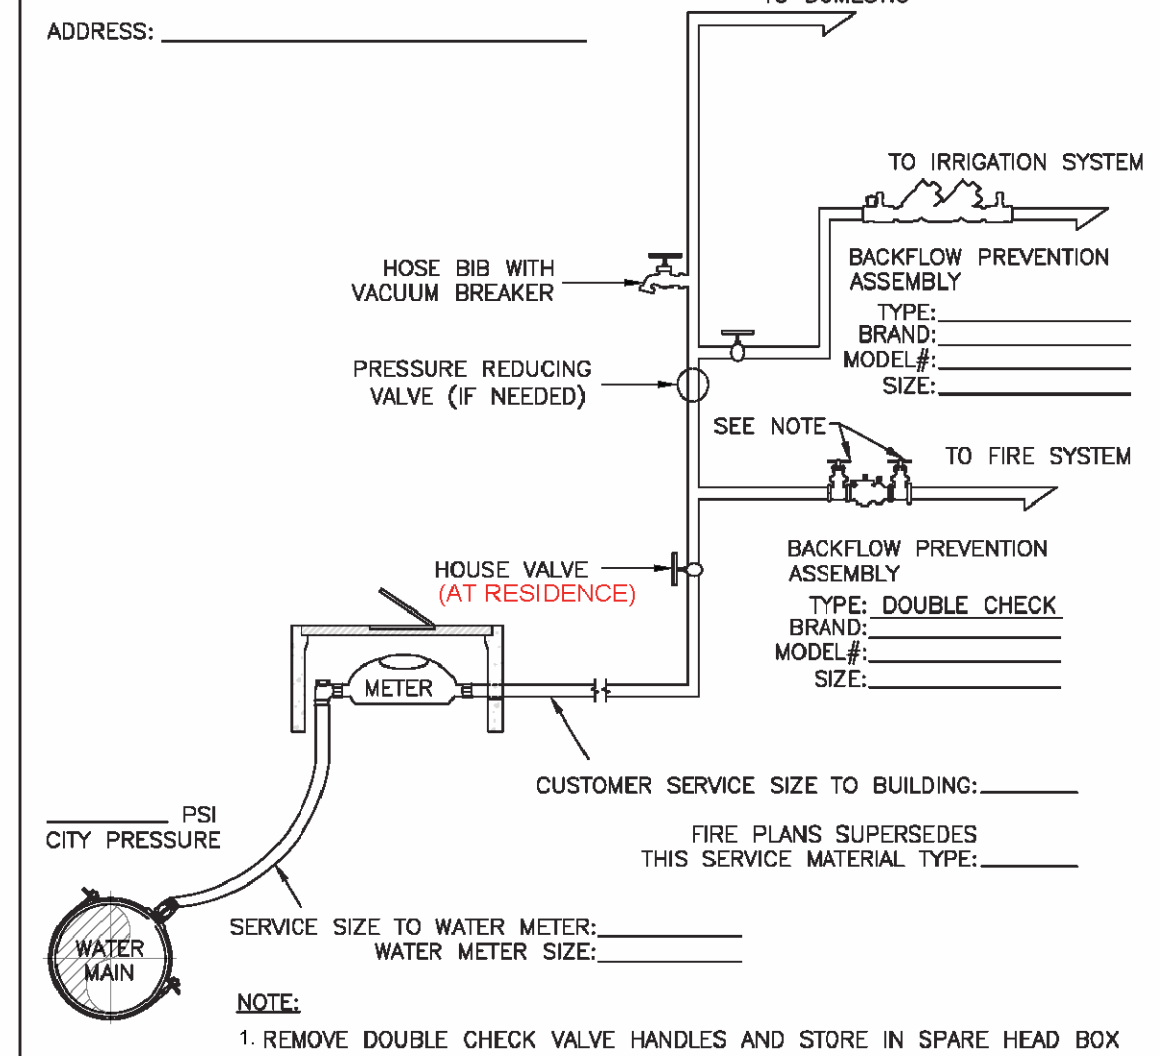 ADDRESS:
TO IRRIGATION SYSTEM
HOSE BIB WITH
VACUUM BREAKER
BACKFLOW PREVENTION
ASSEMBLY
TYPE:
BRAND:
MODEL#:
SIZE:
PRESSURE REDUCING
VALVE (IF NEEDED)
SEE NOTE
TO FIRE SYSTEM
HOUSE VALVE
(AT RESIDENCE)
BACKFLOW PREVENTION
ASSEMBLY
TYPE: DOUBLE CHECK
BRAND:
MODEL#:
SIZE:
METER
CUSTOMER SERVICE SIZE TO BUILDING:
PSI
CITY PRESSURE
FIRE PLANS SUPERSEDES
THIS SERVICE MATERIAL TYPE:
SERVICE SIZE TO WATER METER:
WATER METER SIZE:
WATER
MAIN
NOTE:
1. REMOVE DOUBLE CHECK VALVE HANDLES AND STORE IN SPARE HEAD BOX